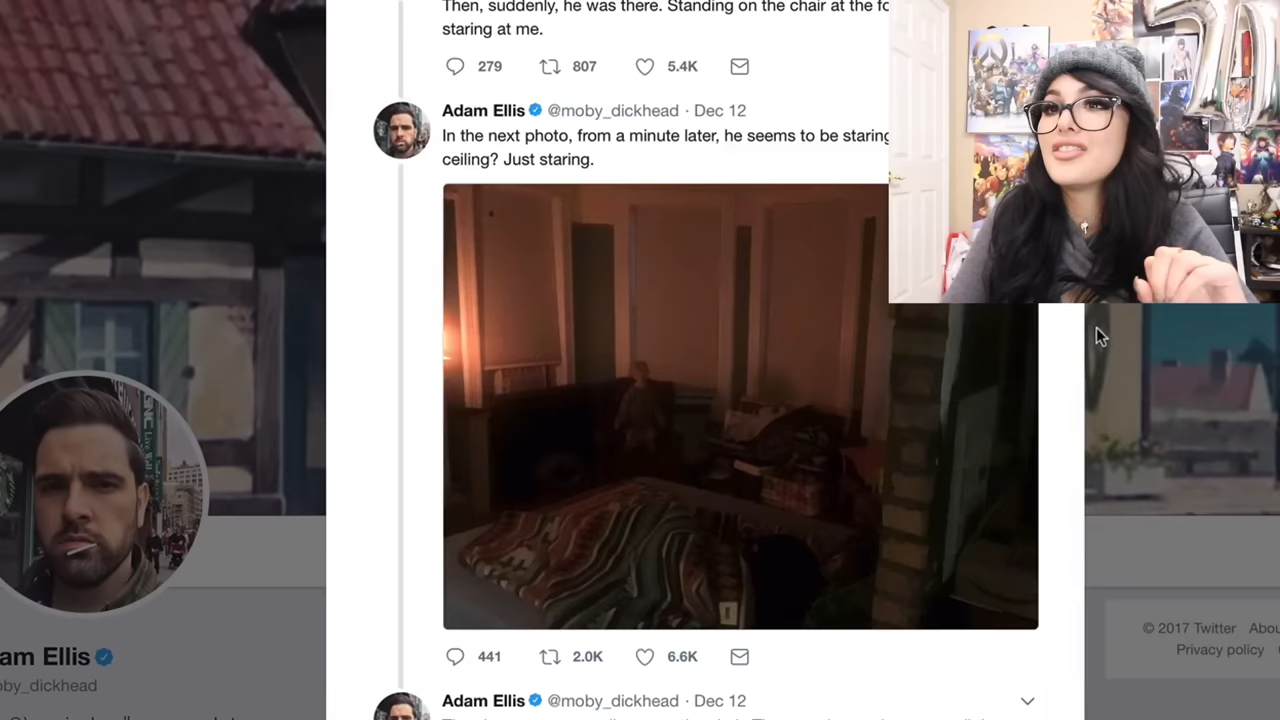 Then, suddenly, he was there. Standing on the chair at the fo
staring at me.
279 807 5.4K
Adam Ellis @moby_dickhead · Dec 12
In the next photo, from a minute later, he seems to be staring
ceiling? Just staring.
441 2.0K 6.6K
am Ellis
oby_dickhead
© 2017 Twitter Abou
Privacy policy
Adam Ellis @moby_dickhead · Dec 12